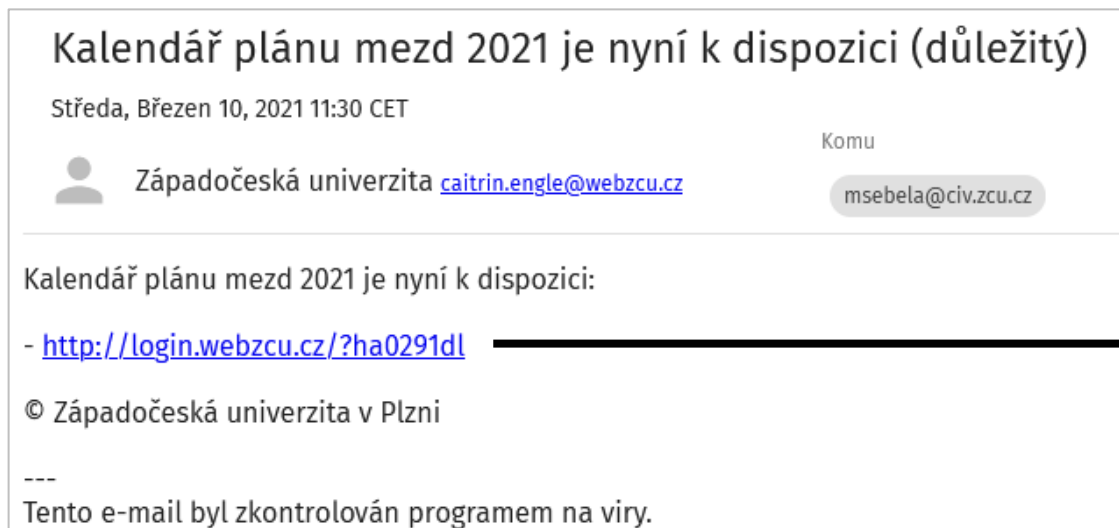 Kalendář plánu mezd 2021 je nyní k dispozici (důležitý)
Středa, Březen 10, 2021 11:30 CET
Komu
Západočeská univerzita caitrin.engle@webzcu.cz
msebela@civ.zcu.cz
Kalendář plánu mezd 2021 je nyní k dispozici:
- http://login.webzcu.cz/?ha0291dl
© Západočeská univerzita v Plzni
---
Tento e-mail byl zkontrolován programem na viry.